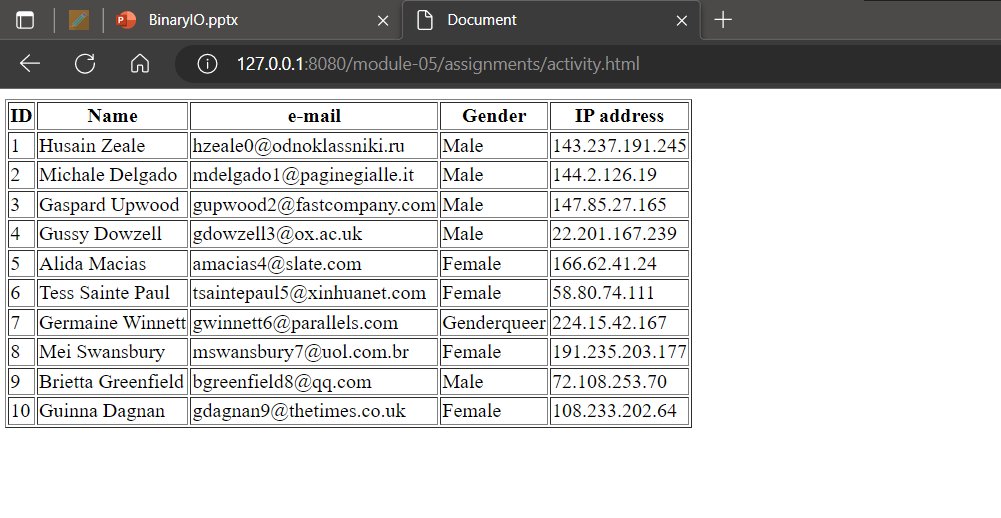 BinaryIO.pptx Document
127.0.0.1:8080/module-05/assignments/activity.html
ID Name e-mail Gender IP address
1 Husain Zeale hzeale0@odnoklassniki.ru Male 143.237.191.245
2 Michale Delgado mdelgado1@paginegialle.it Male 144.2.126.19
3 Gaspard Upwood gupwood2@fastcompany.com Male 147.85.27.165
4 Gussy Dowzell gdowzell3@ox.ac.uk Male 22.201.167.239
5 Alida Macias amacias4@slate.com Female 166.62.41.24
6 Tess Sainte Paul tsaintepaul5@xinhuanet.com Female 58.80.74.111
7 Germaine Winnett gwinnett6@parallels.com Genderqueer 224.15.42.167
8 Mei Swansbury mswansbury7@uol.com.br Female 191.235.203.177
9 Brietta Greenfield bgreenfield8@qq.com Male 72.108.253.70
10 Guinna Dagnan gdagnan9@thetimes.co.uk Female 108.233.202.64